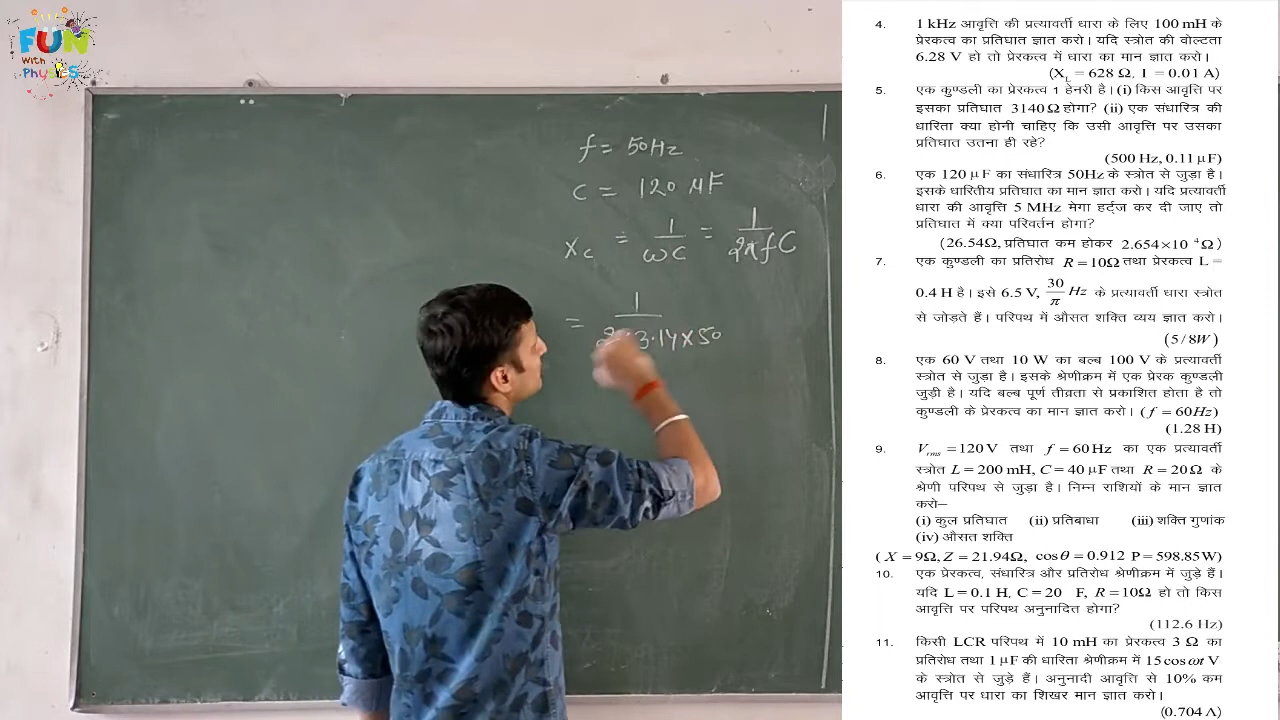 FUN
With
Physics
f = 50Hz
C = 120 μF
Xc = 1/ωC = 1/2πfC
= 1/2×3.14×50
4. 1 kHz आवृत्ति की प्रत्यावर्ती धारा के लिए 100 mH के
प्रेरकत्व का प्रतिघात ज्ञात करो। यदि स्त्रोत की वोल्टता
6.28 V हो तो प्रेरकत्व में धारा का मान ज्ञात करो।
(X_L = 628 Ω, I = 0.01 A)
5. एक कुण्डली का प्रेरकत्व 1 हेनरी है। (i) किस आवृत्ति पर
इसका प्रतिघात 3140Ω होगा? (ii) एक संधारित्र की
धारिता क्या होनी चाहिए कि उसी आवृत्ति पर उसका
प्रतिघात उतना ही रहे?
(500 Hz, 0.11 μF)
6. एक 120 μF का संधारित्र 50Hz के स्त्रोत से जुड़ा है।
इसके धारितीय प्रतिघात का मान ज्ञात करो। यदि प्रत्यावर्ती
धारा की आवृत्ति 5 MHz मेगा हर्ट्ज कर दी जाए तो
प्रतिघात में क्या परिवर्तन होगा?
(26.54Ω, प्रतिघात कम होकर 2.654×10 ⁴Ω)
7. एक कुण्डली का प्रतिरोध R=10Ω तथा प्रेरकत्व L =
0.4 H है। इसे 6.5 V, 30/π Hz के प्रत्यावर्ती धारा स्त्रोत
से जोड़ते हैं। परिपथ में औसत शक्ति व्यय ज्ञात करो।
(5/8W)
8. एक 60 V तथा 10 W का बल्ब 100 V के प्रत्यावर्ती
स्त्रोत से जुड़ा है। इसके श्रेणीक्रम में एक प्रेरक कुण्डली
जुड़ी है। यदि बल्ब पूर्ण तीव्रता से प्रकाशित होता है तो
कुण्डली के प्रेरकत्व का मान ज्ञात करो। (f=60Hz)
(1.28 H)
9. V_rms=120 V तथा f=60 Hz का एक प्रत्यावर्ती
स्त्रोत L=200 mH, C=40 μF तथा R=20Ω के
श्रेणी परिपथ से जुड़ा है। निम्न राशियों के मान ज्ञात
करो–
(i) कुल प्रतिघात (ii) प्रतिबाधा (iii) शक्ति गुणांक
(iv) औसत शक्ति
(X=9Ω, Z=21.94Ω, cosθ=0.912 P=598.85W)
10. एक प्रेरकत्व, संधारित्र और प्रतिरोध श्रेणीक्रम में जुड़े हैं।
यदि L=0.1 H, C=20 F, R=10Ω हो तो किस
आवृत्ति पर परिपथ अनुनादित होगा?
(112.6 Hz)
11. किसी LCR परिपथ में 10 mH का प्रेरकत्व 3 Ω का
प्रतिरोध तथा 1 μF की धारिता श्रेणीक्रम में 15 cos ωt V
के स्त्रोत से जुड़े हैं। अनुनादी आवृत्ति से 10% कम
आवृत्ति पर धारा का शिखर मान ज्ञात करो।
(0.704 A)